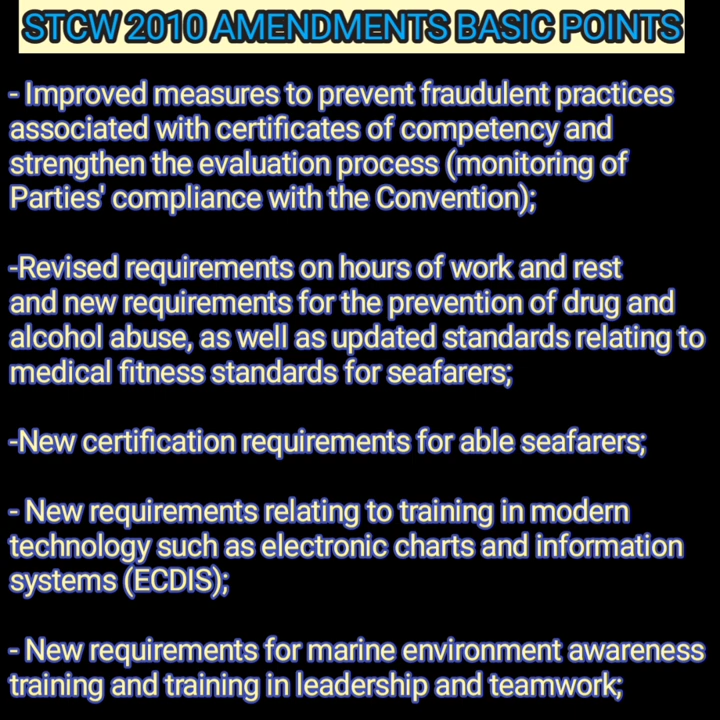 STCW 2010 AMENDMENTS BASIC POINTS
- Improved measures to prevent fraudulent practices
associated with certificates of competency and
strengthen the evaluation process (monitoring of
Parties' compliance with the Convention);
-Revised requirements on hours of work and rest
and new requirements for the prevention of drug and
alcohol abuse, as well as updated standards relating to
medical fitness standards for seafarers;
-New certification requirements for able seafarers;
- New requirements relating to training in modern
technology such as electronic charts and information
systems (ECDIS);
- New requirements for marine environment awareness
training and training in leadership and teamwork;